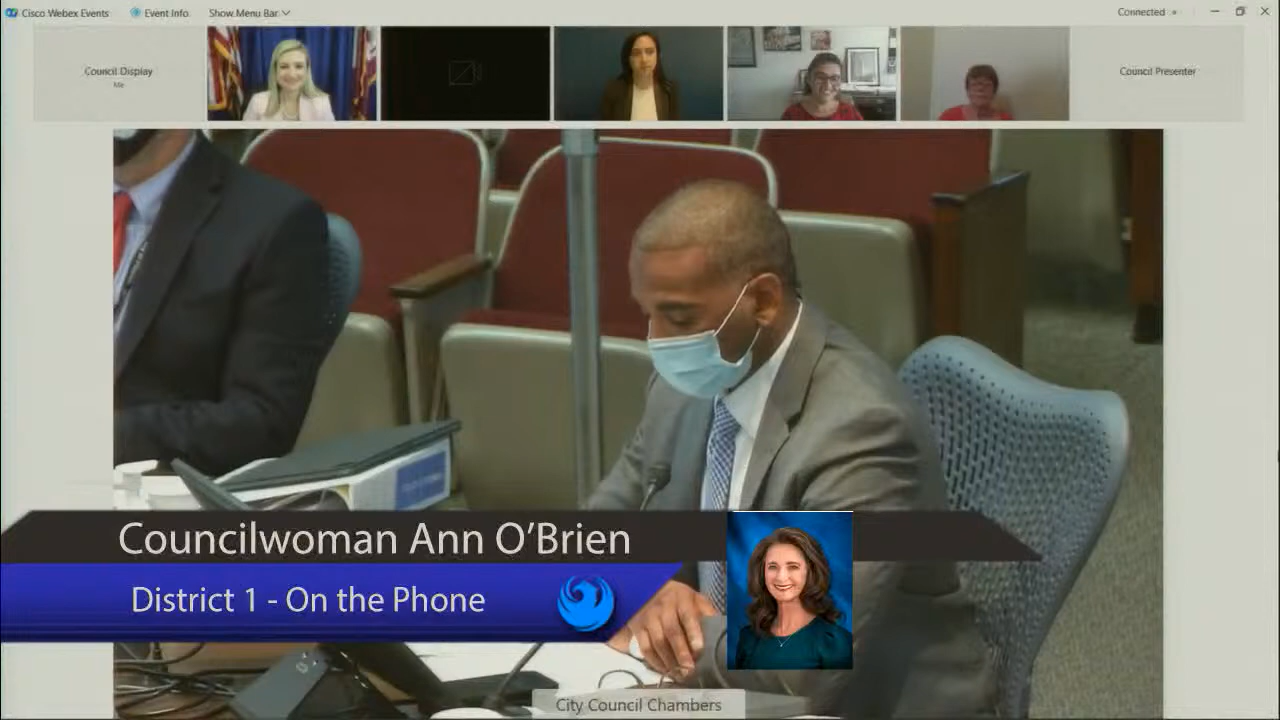 Cisco Webex Events
Event Info
Show Menu Bar
Connected
Council Display
Me
Council Presenter
Councilwoman Ann O'Brien
District 1 - On the Phone
City Council Chambers